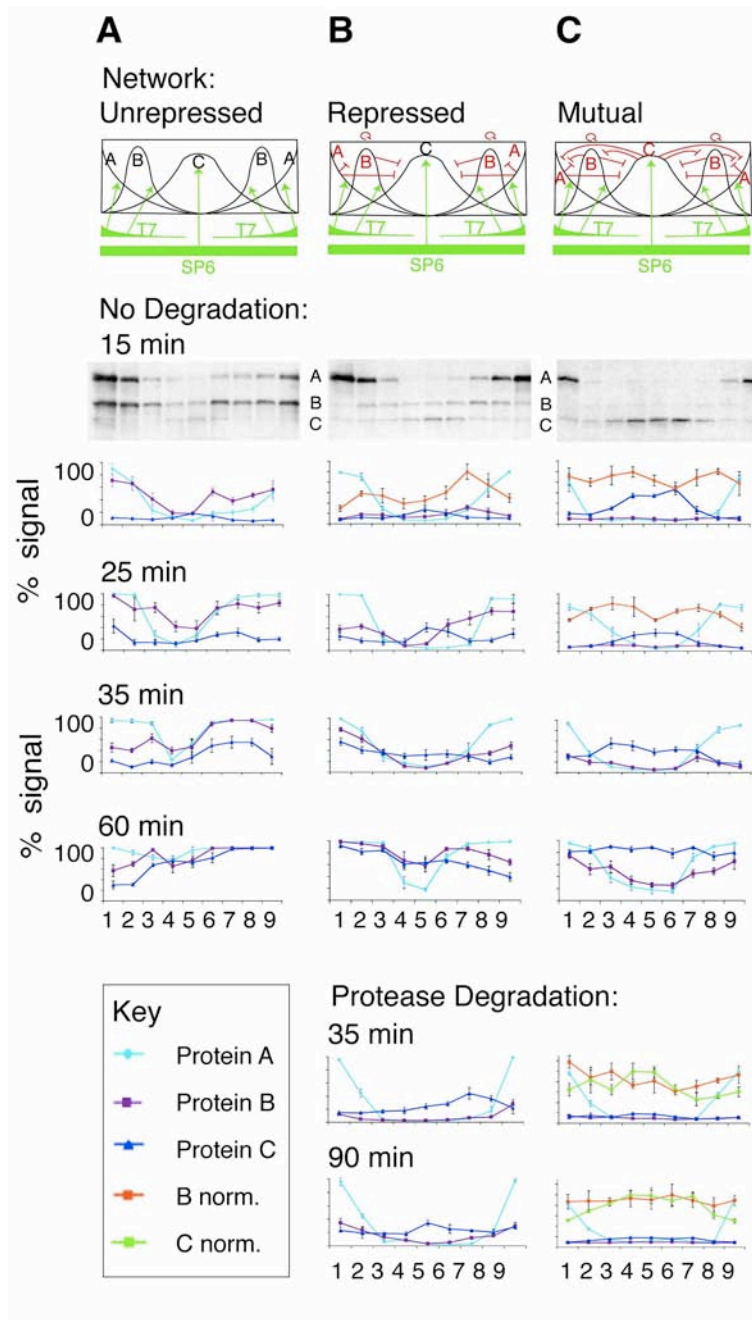 A B C
Network:
Unrepressed Repressed Mutual
A B C B A
T7 T7
SP6
A B C B A
T7 T7
SP6
A B C B A
T7 T7
SP6
No Degradation:
15 min
A
B
C
A
B
C
100
0
% signal
25 min
100
0
35 min
100
0
% signal
60 min
100
0
1 2 3 4 5 6 7 8 9
1 2 3 4 5 6 7 8 9
1 2 3 4 5 6 7 8 9
Key
Protein A
Protein B
Protein C
B norm.
C norm.
Protease Degradation:
35 min
90 min
1 2 3 4 5 6 7 8 9
1 2 3 4 5 6 7 8 9